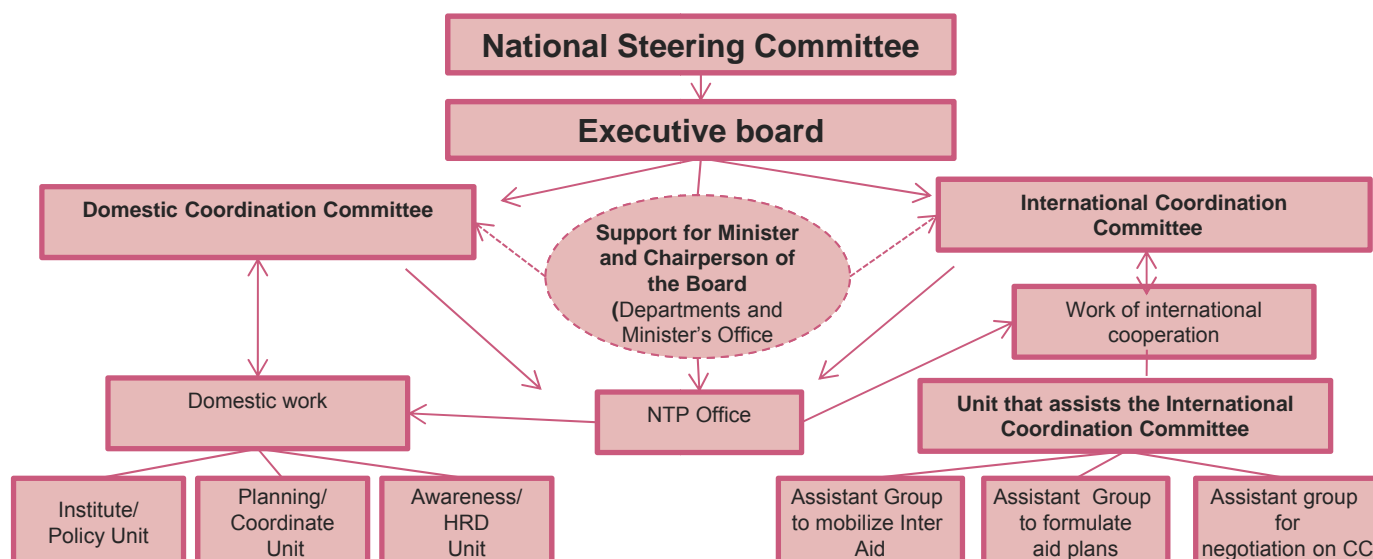 National Steering Committee
Executive board
Domestic Coordination Committee
International Coordination
Committee
Support for Minister
and Chairperson of
the Board
(Departments and
Minister’s Office
Work of international
cooperation
Domestic work
NTP Office
Unit that assists the International
Coordination Committee
Institute/
Policy Unit
Planning/
Coordinate
Unit
Awareness/
HRD
Unit
Assistant Group
to mobilize Inter
Aid
Assistant Group
to formulate
aid plans
Assistant group
for
negotiation on CC